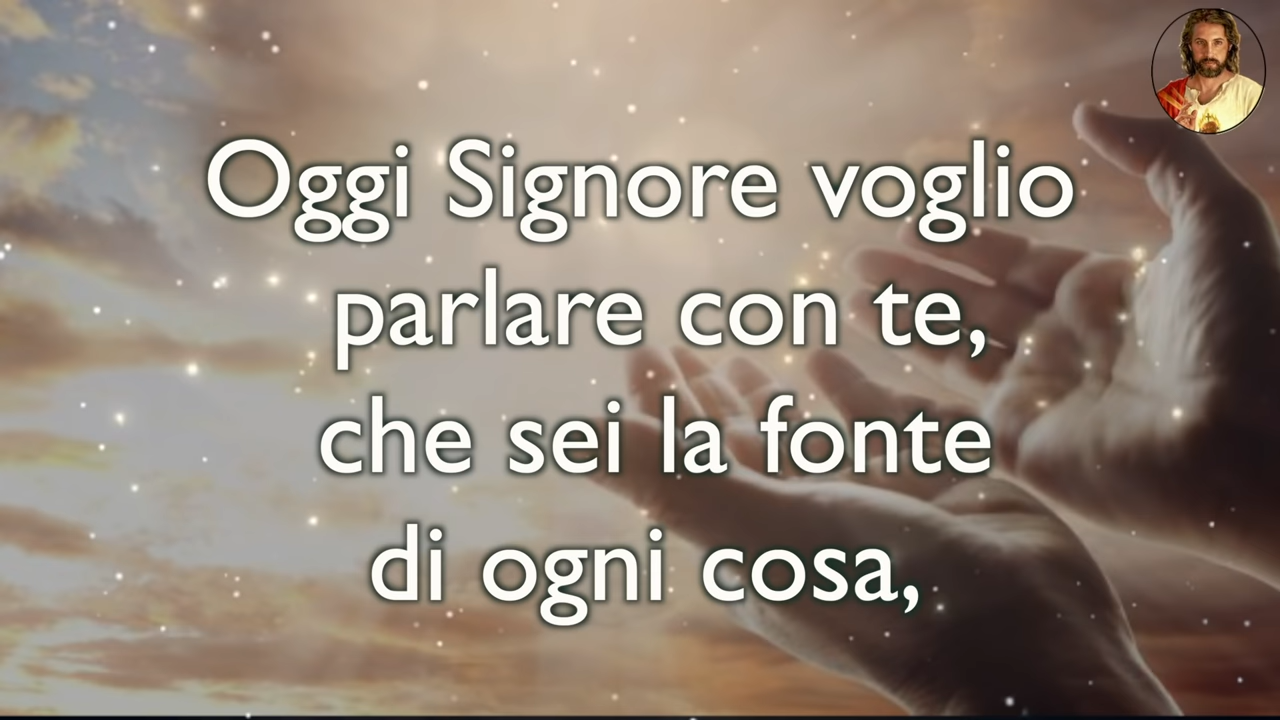 Oggi Signore voglio
parlare con te,
che sei la fonte
di ogni cosa,